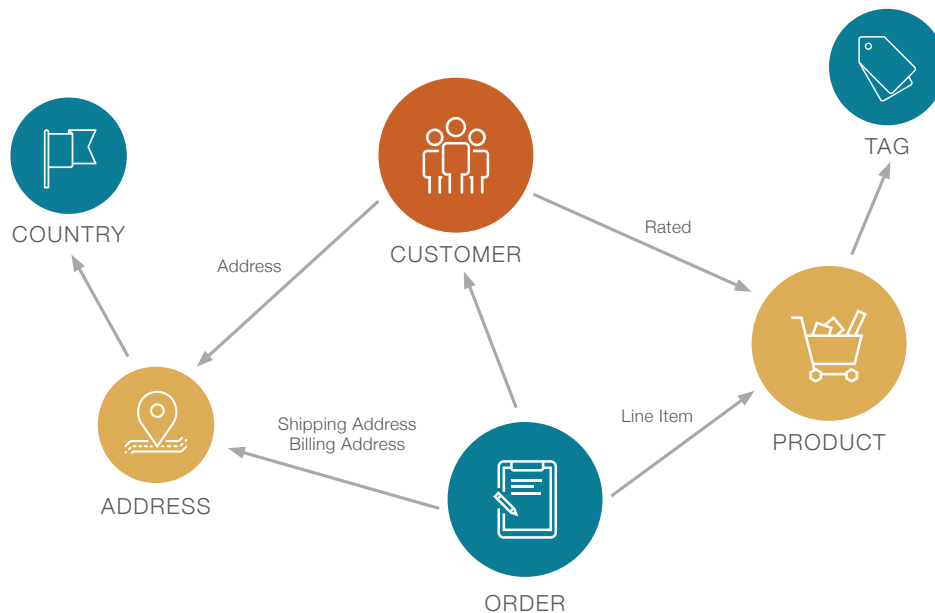 TAG
COUNTRY
CUSTOMER
Rated
Address
Shipping Address
Billing Address
Line Item
PRODUCT
ADDRESS
ORDER